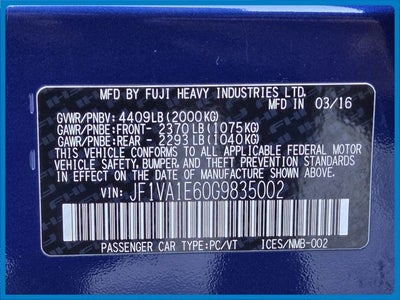 MFD BY FUJI HEAVY INDUSTRIES LTD.
IN 03/16
GVWR/PNBV: 4409LB(2000KG)
GAWR/PNBE:FRONT- 2370LB(1075KG)
GAWR/PNBE:REAR - 2293LB(1040KG)
THIS VEHICLE CONFORMS TO ALL APPLICABLE FEDERAL MOTOR
VEHICLE SAFETY, BUMPER, AND THEFT PREVENTION STANDARDS
IN EFFECT ON THE DATE OF MANUFACTURE SHOWN ABOVE.
VIN: JF1VA1E60G9835002
PASSENGER CAR TYPE:PC/VT ICES/NMB-002